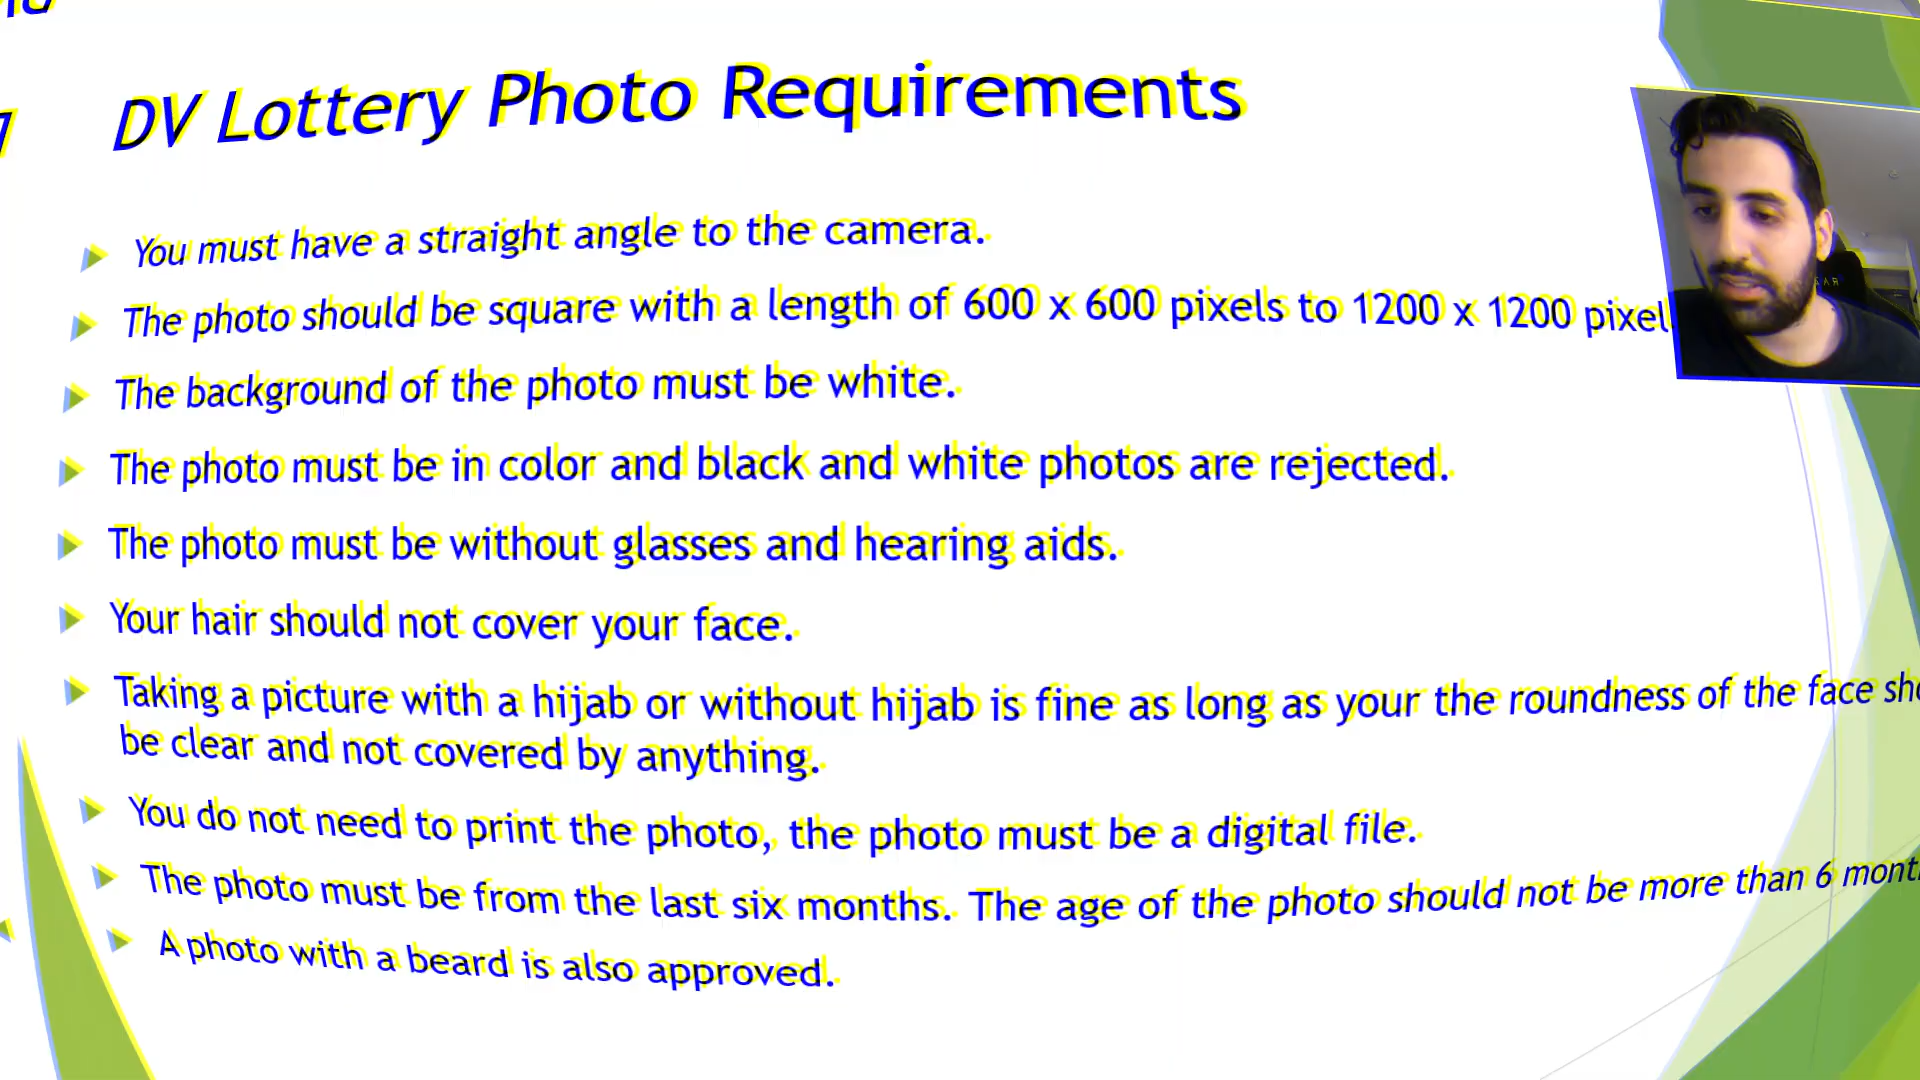 DV Lottery Photo Requirements
You must have a straight angle to the camera.
The photo should be square with a length of 600 x 600 pixels to 1200 x 1200 pixel
The background of the photo must be white.
The photo must be in color and black and white photos are rejected.
The photo must be without glasses and hearing aids.
Your hair should not cover your face.
Taking a picture with a hijab or without hijab is fine as long as your the roundness of the face sho
be clear and not covered by anything.
You do not need to print the photo, the photo must be a digital file.
The photo must be from the last six months. The age of the photo should not be more than 6 mont
A photo with a beard is also approved.